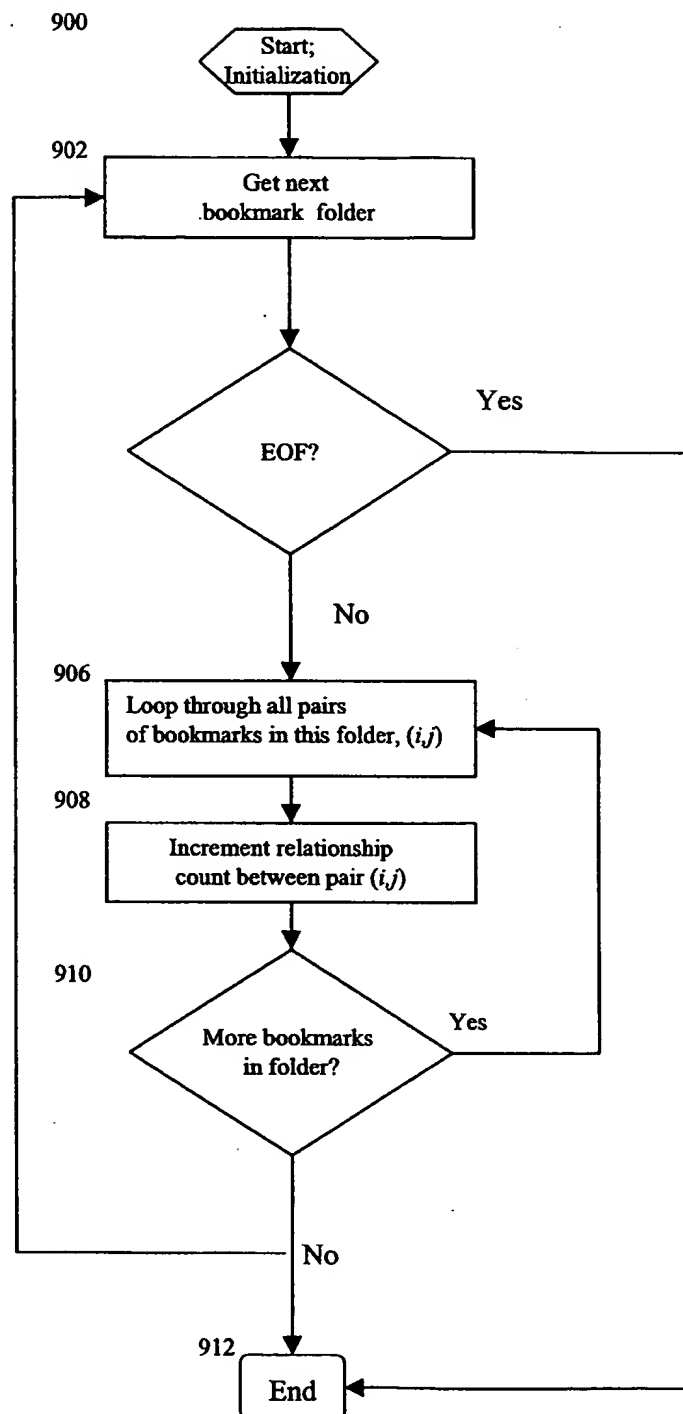 900
Start;
Initialization
902
Get next
.bookmark folder
Yes
EOF?
No
906
Loop through all pairs
of bookmarks in this folder, (i,j)
908
Increment relationship
count between pair (i,j)
910
Yes
More bookmarks
in folder?
No
912
End